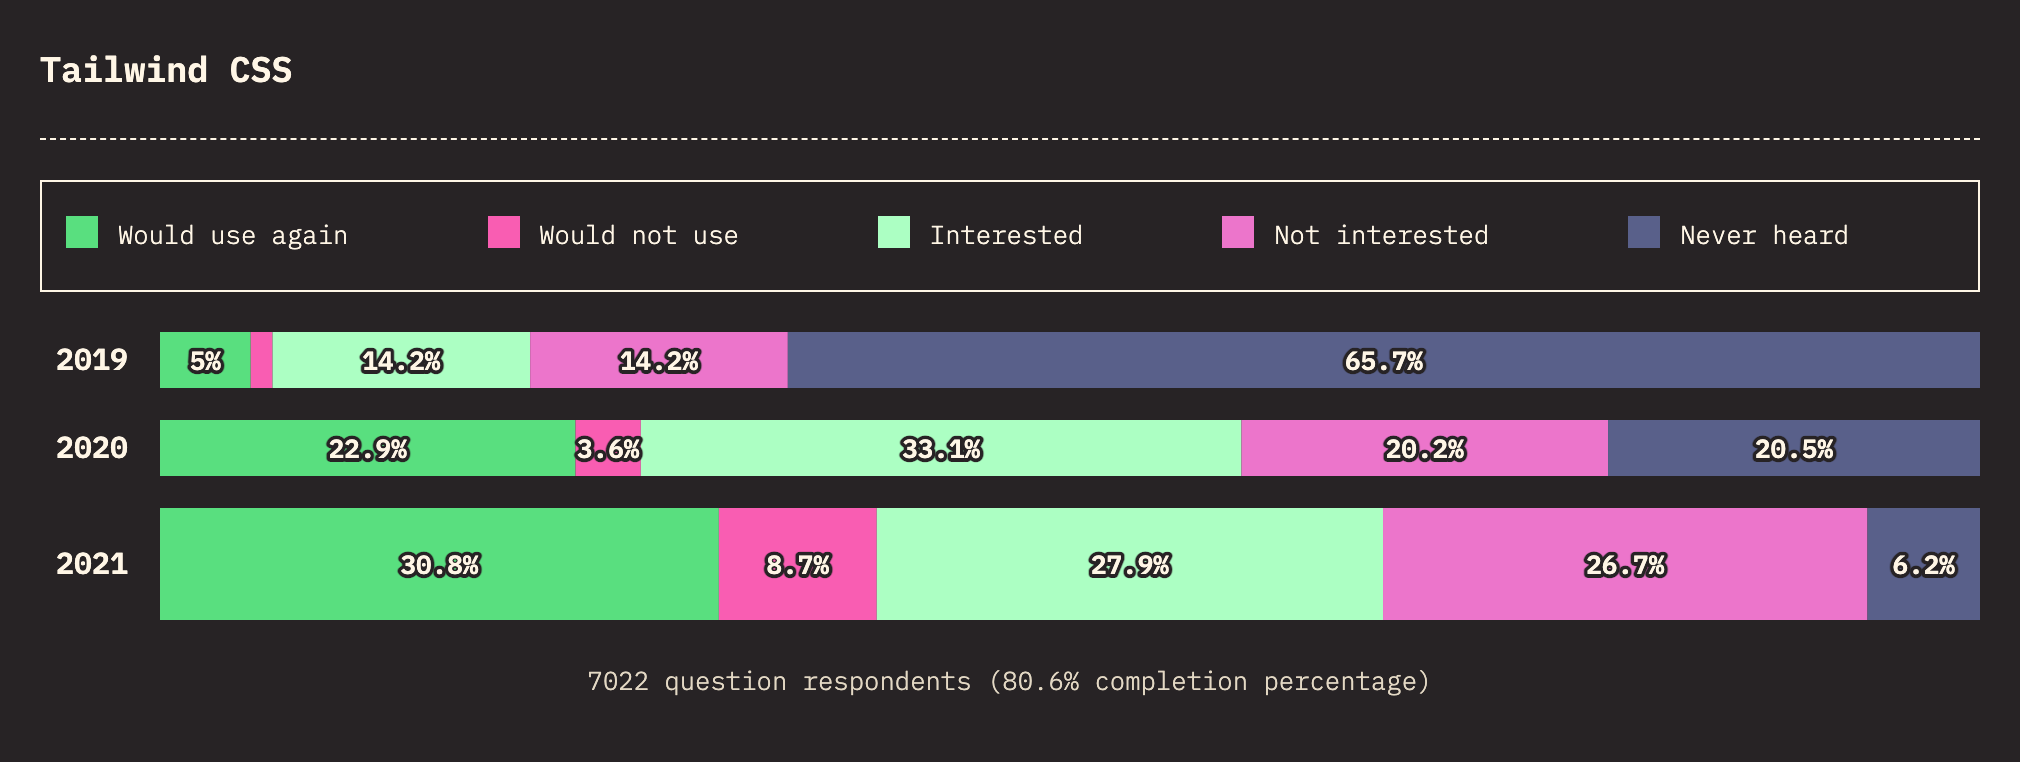 Tailwind CSS
Would use again Would not use Interested Not interested Never heard
2019 5% 14.2% 14.2% 65.7%
2020 22.9% 3.6% 33.1% 20.2% 20.5%
2021 30.8% 8.7% 27.9% 26.7% 6.2%
7022 question respondents (80.6% completion percentage)